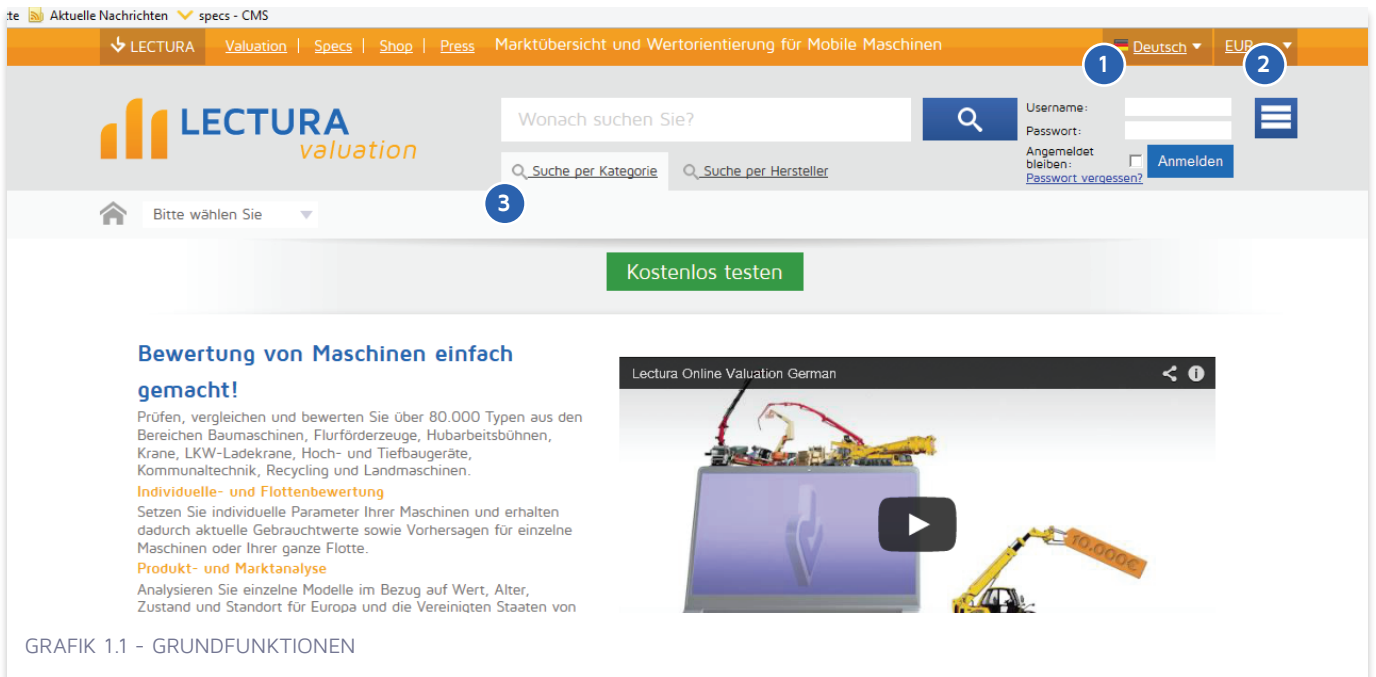 te Aktuelle Nachrichten specs - CMS
LECTURA Valuation | Specs | Shop | Press Marktübersicht und Wertorientierung für Mobile Maschinen Deutsch EUR
1 2
LECTURA
valuation
Wonach suchen Sie?
Username:
Passwort:
Angemeldet
bleiben:
Anmelden
Passwort vergessen?
Suche per Kategorie Suche per Hersteller
3
Bitte wählen Sie
Kostenlos testen
Bewertung von Maschinen einfach
gemacht!
Prüfen, vergleichen und bewerten Sie über 80.000 Typen aus den
Bereichen Baumaschinen, Flurförderzeuge, Hubarbeitsbühnen,
Krane, LKW-Ladekrane, Hoch- und Tiefbaugeräte,
Kommunaltechnik, Recycling und Landmaschinen.
Individuelle- und Flottenbewertung
Setzen Sie individuelle Parameter Ihrer Maschinen und erhalten
dadurch aktuelle Gebrauchtwerte sowie Vorhersagen für einzelne
Maschinen oder Ihrer ganze Flotte.
Produkt- und Marktanalyse
Analysieren Sie einzelne Modelle im Bezug auf Wert, Alter,
Zustand und Standort für Europa und die Vereinigten Staaten von
Lectura Online Valuation German
10.000€
GRAFIK 1.1 - GRUNDFUNKTIONEN